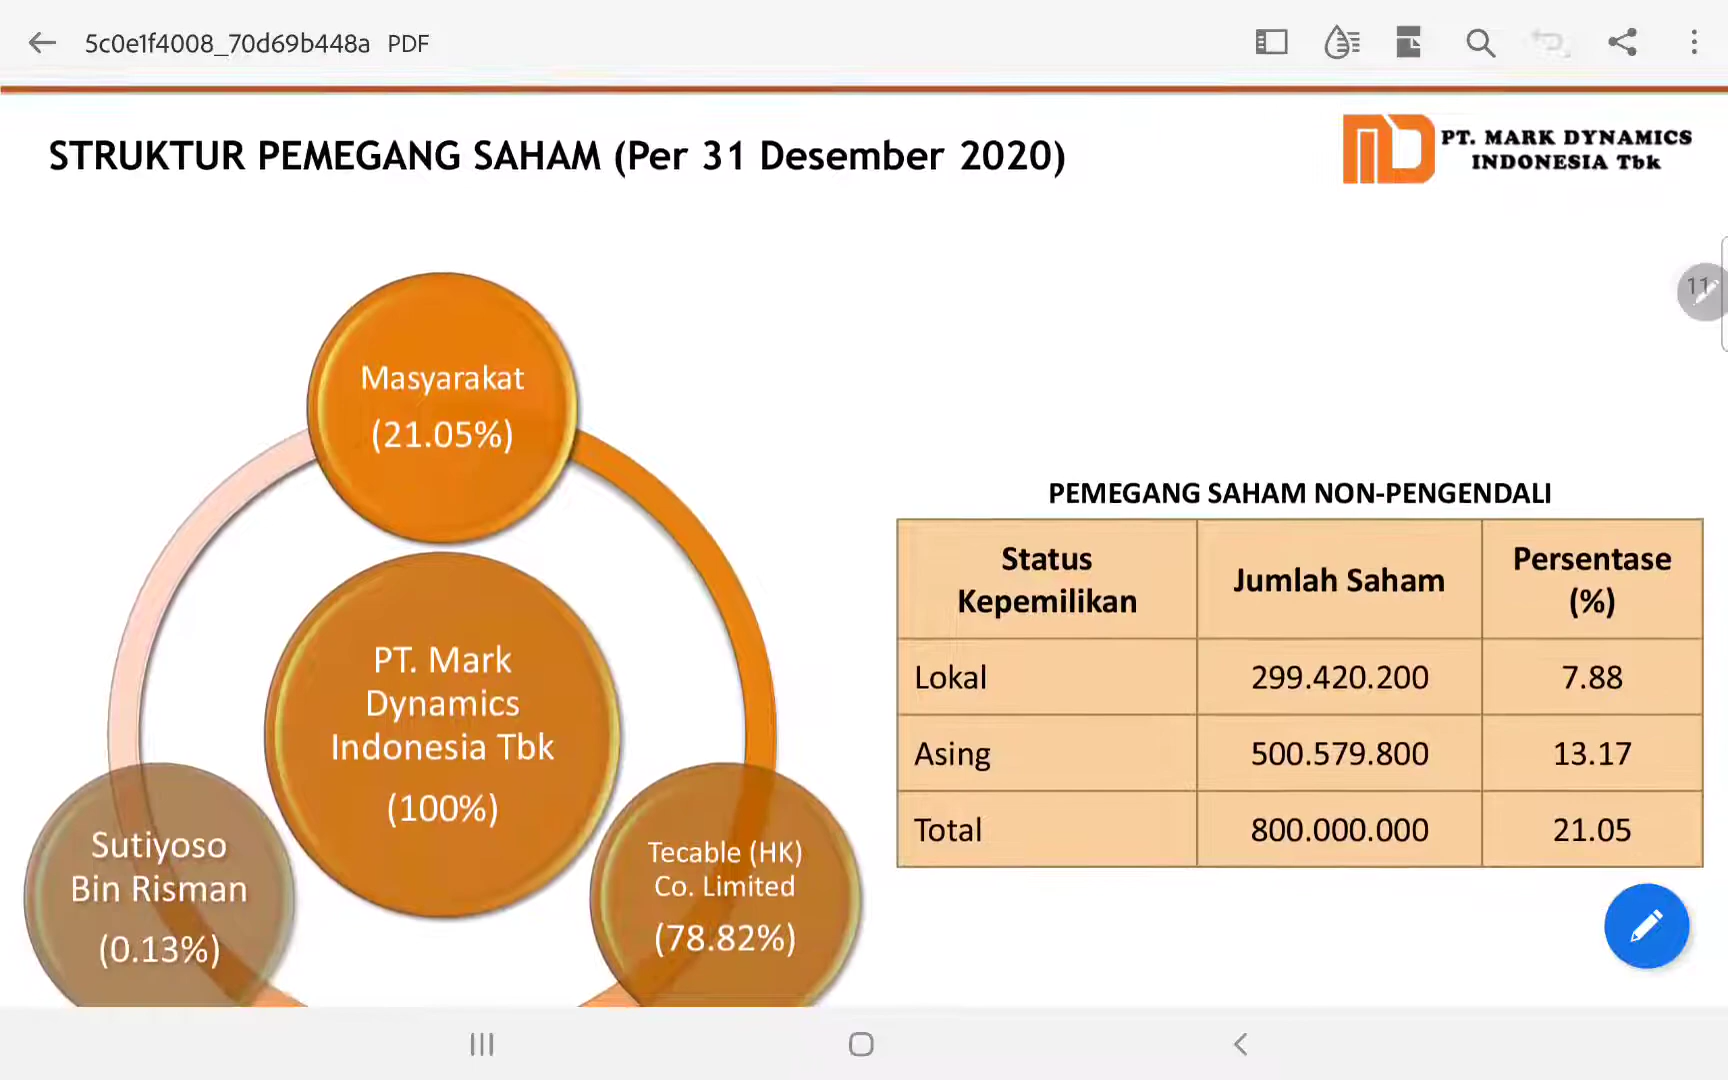 5c0e1f4008_70d69b448a PDF
STRUKTUR PEMEGANG SAHAM (Per 31 Desember 2020)
PT. MARK DYNAMICS
INDONESIA Tbk
11
Masyarakat
(21.05%)
PT. Mark
Dynamics
Indonesia Tbk
(100%)
Sutiyoso
Bin Risman
(0.13%)
Tecable (HK)
Co. Limited
(78.82%)
PEMEGANG SAHAM NON-PENGENDALI
Status Kepemilikan Jumlah Saham Persentase (%)
Lokal 299.420.200 7.88
Asing 500.579.800 13.17
Total 800.000.000 21.05